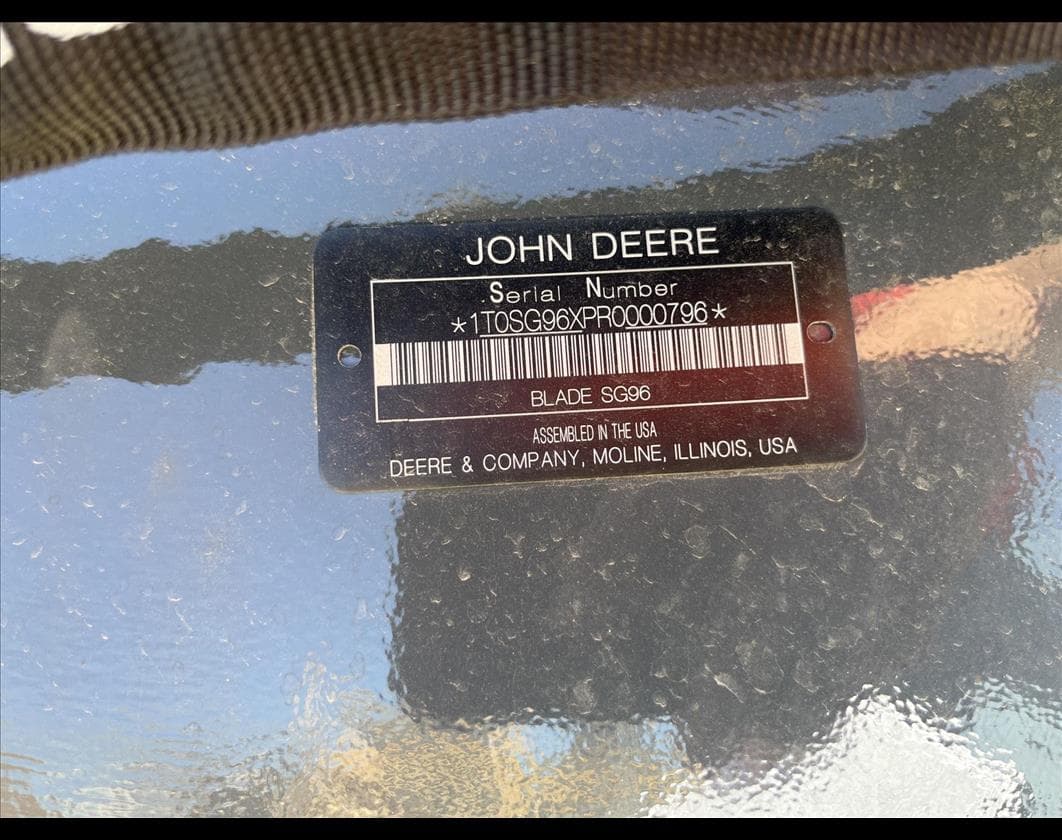 JOHN DEERE
Serial Number
*1T0SG96XPR0000796*
BLADE SG96
ASSEMBLED IN THE USA
DEERE & COMPANY, MOLINE, ILLINOIS, USA